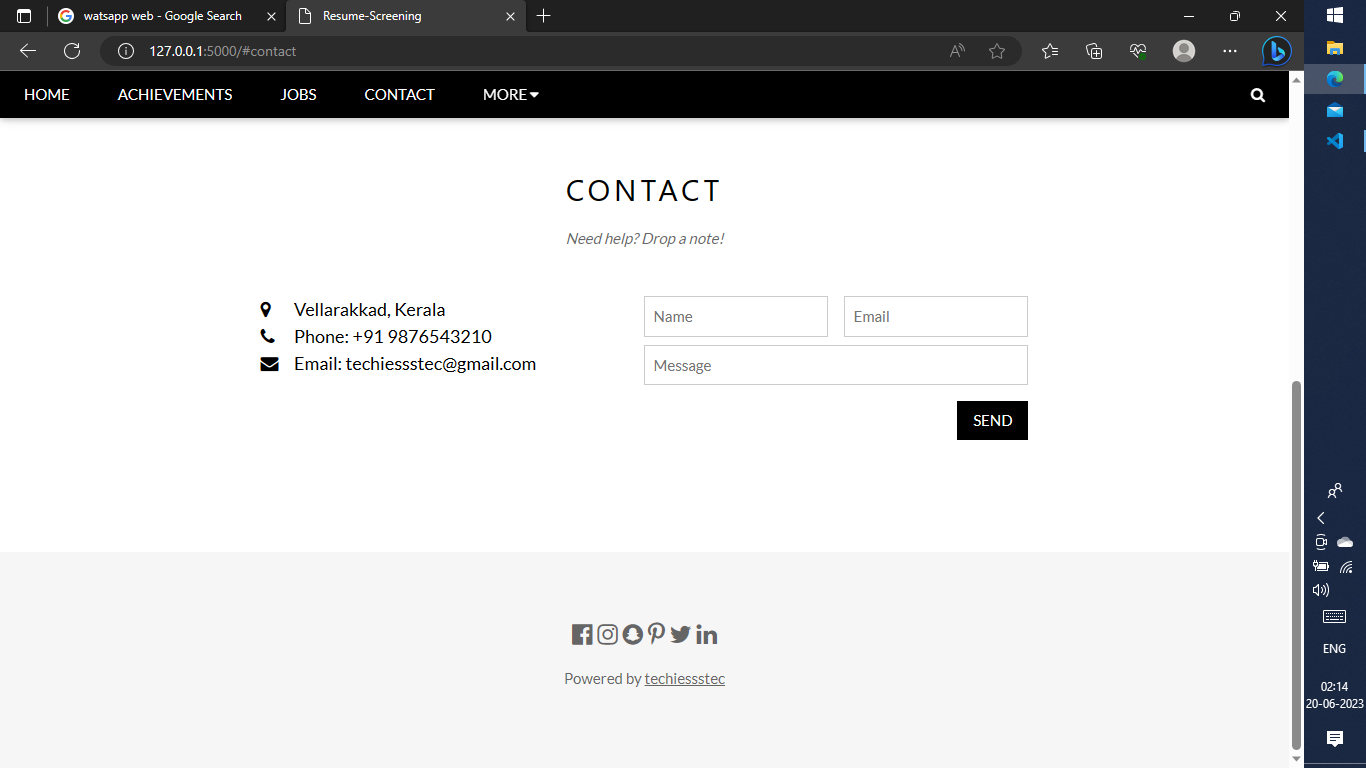 watsapp web - Google Search
Resume-Screening
127.0.0.1:5000/#contact
HOME
ACHIEVEMENTS
JOBS
CONTACT
MORE
CONTACT
Need help? Drop a note!
Vellarakkad, Kerala
Phone: +91 9876543210
Email: techiessstec@gmail.com
Name
Email
Message
SEND
Powered by techiessstec
ENG
02:14
20-06-2023